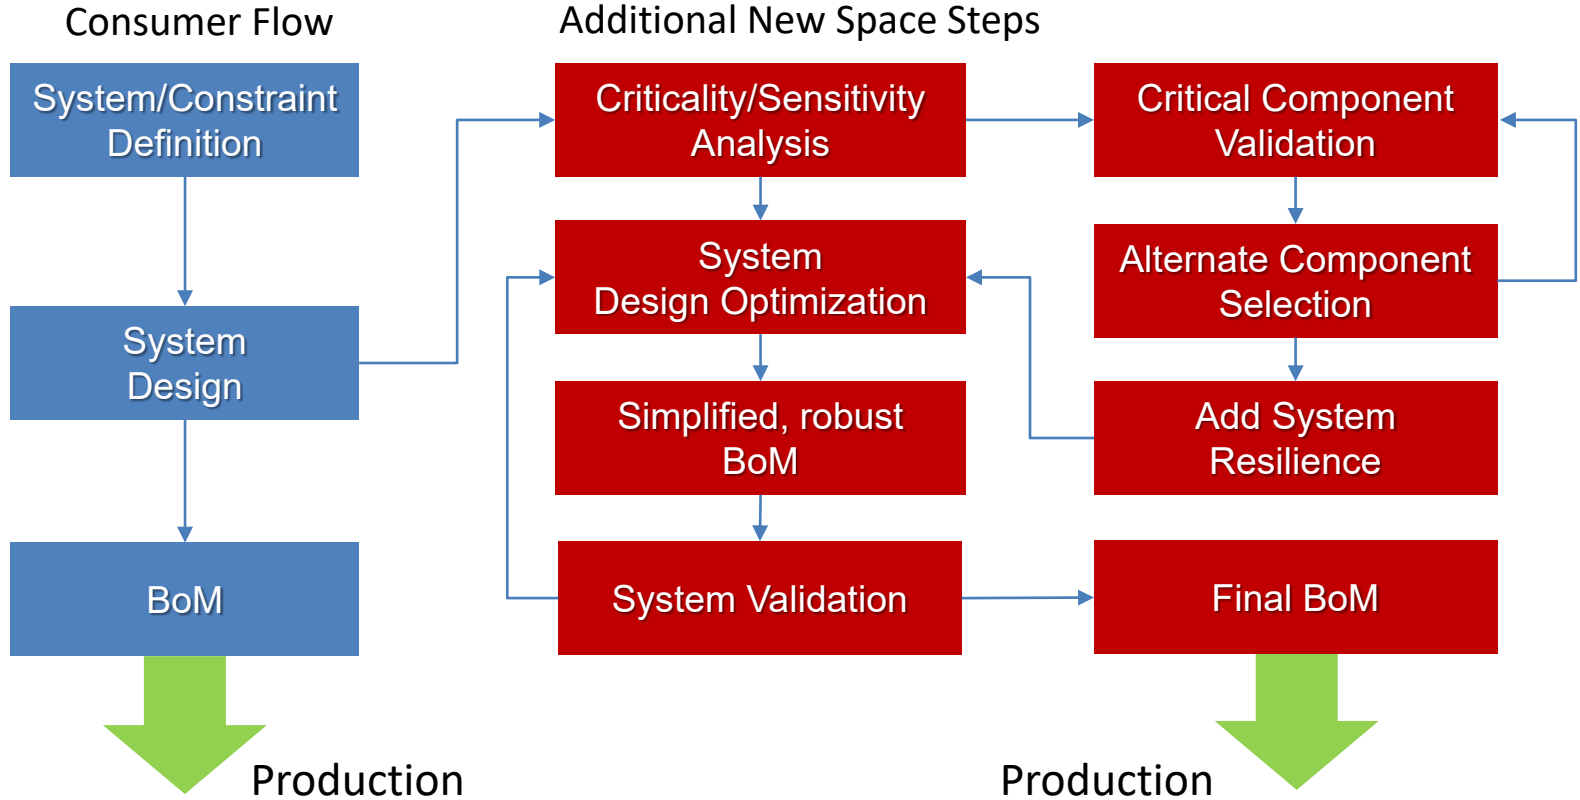 Consumer Flow
System/Constraint
Definition
System
Design
BoM
Production
Additional New Space Steps
Criticality/Sensitivity
Analysis
System
Design Optimization
Simplified, robust
BoM
System Validation
Critical Component
Validation
Alternate Component
Selection
Add System
Resilience
Final BoM
Production